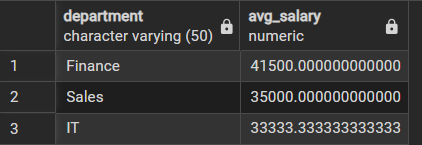 department avg_salary
character varying (50) numeric
1 Finance 41500.000000000000
2 Sales 35000.000000000000
3 IT 33333.333333333333